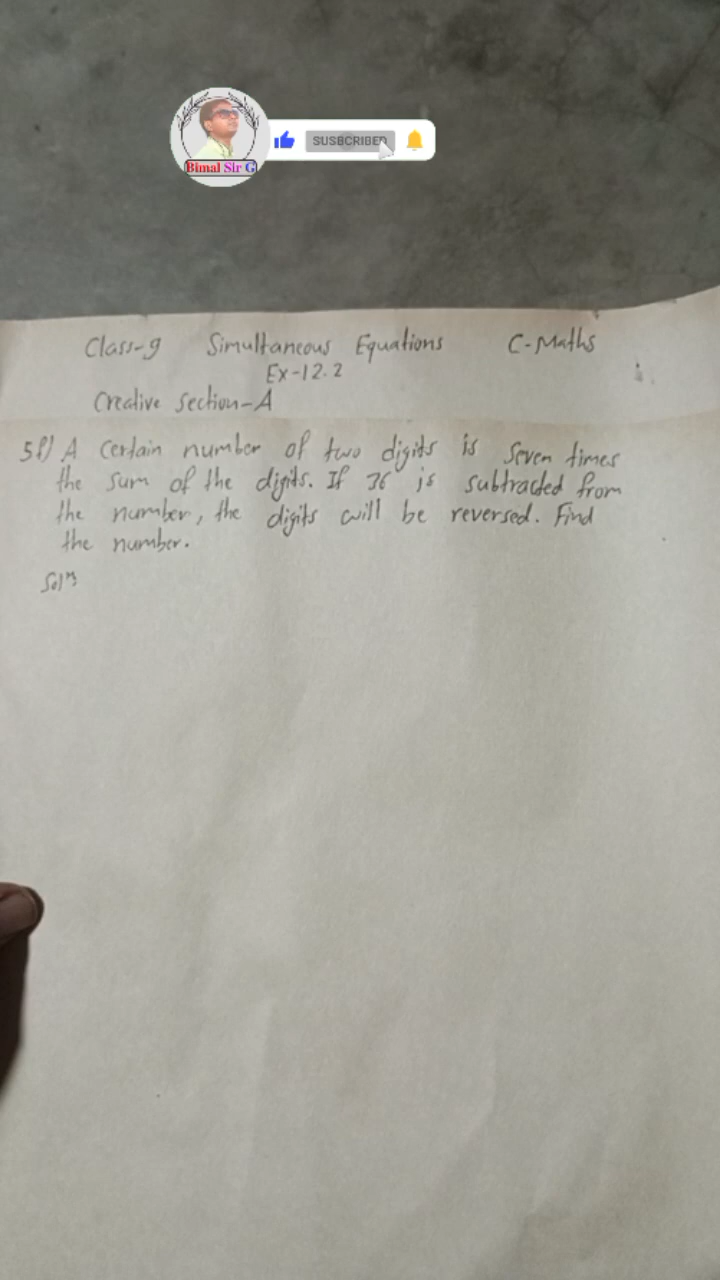 Bimal Sir G
SUSBCRIBED
Class-9 Simultaneous Equations C-Maths
Ex-12.2
Creative section-A
5f) A Certain number of two digits is Seven times
the sum of the digits. If 36 is subtracted from
the number, the digits will be reversed. Find
the number.
Solⁿ